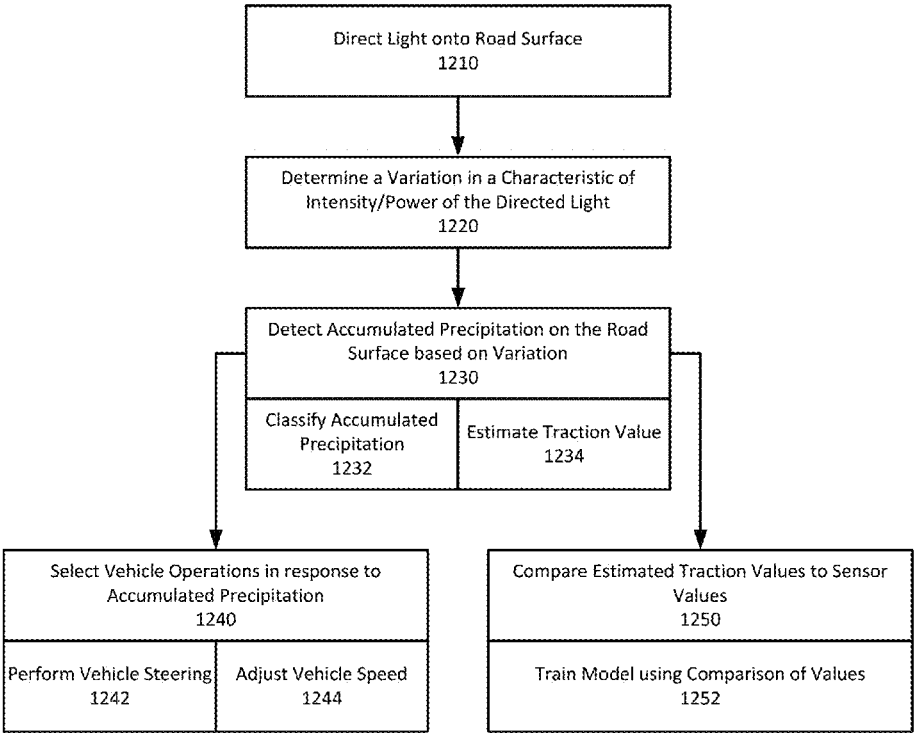 Direct Light onto Road Surface
1210
Determine a Variation in a Characteristic of
Intensity/Power of the Directed Light
1220
Detect Accumulated Precipitation on the Road
Surface based on Variation
1230
Classify Accumulated
Precipitation
1232
Estimate Traction Value
1234
Select Vehicle Operations in response to
Accumulated Precipitation
1240
Perform Vehicle Steering
1242
Adjust Vehicle Speed
1244
Compare Estimated Traction Values to Sensor
Values
1250
Train Model using Comparison of Values
1252